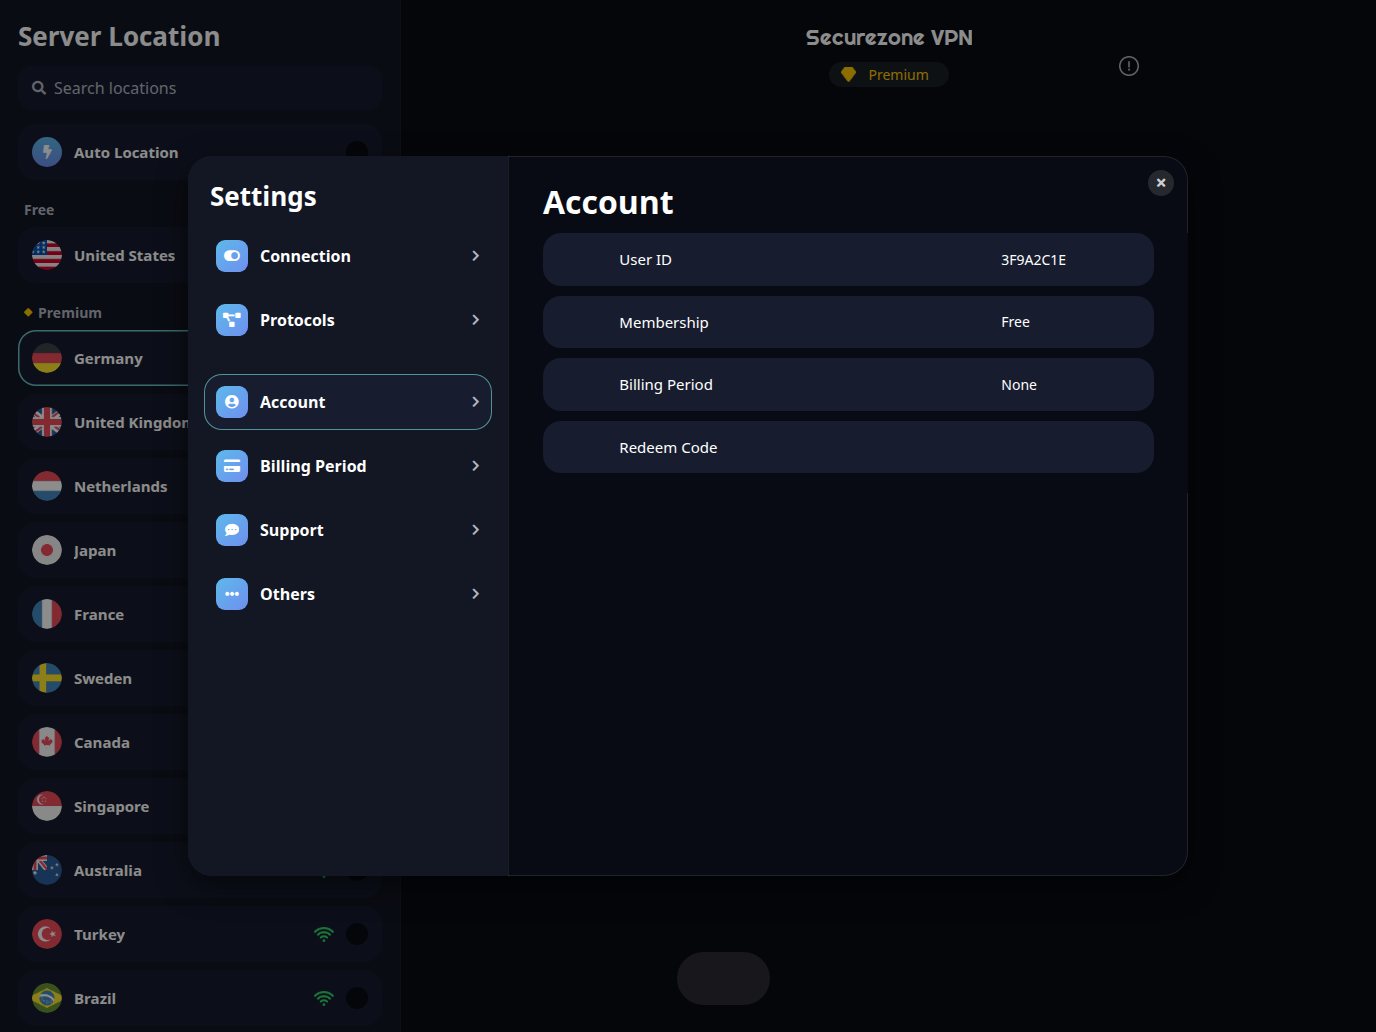 Server Location
Search locations
Auto Location
Free
United States
Premium
Germany
United Kingdom
Netherlands
Japan
France
Sweden
Canada
Singapore
Australia
Turkey
Brazil
Securezone VPN
Premium
Settings
Connection
Protocols
Account
Billing Period
Support
Others
Account
User ID 3F9A2C1E
Membership Free
Billing Period None
Redeem Code